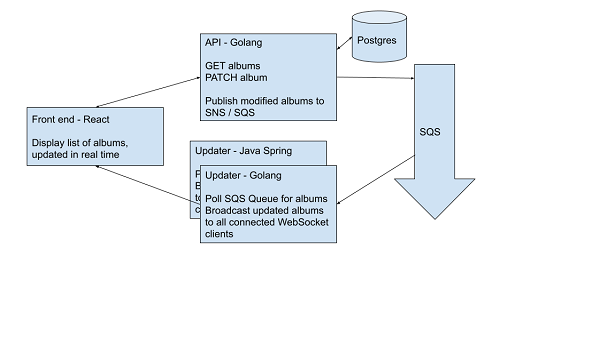 API - Golang
GET albums
PATCH album
Publish modified albums to
SNS / SQS
Postgres
Front end - React
Display list of albums,
updated in real time
SQS
Updater - Java Spring
Updater - Golang
Poll SQS Queue for albums
Broadcast updated albums
to all connected WebSocket
clients